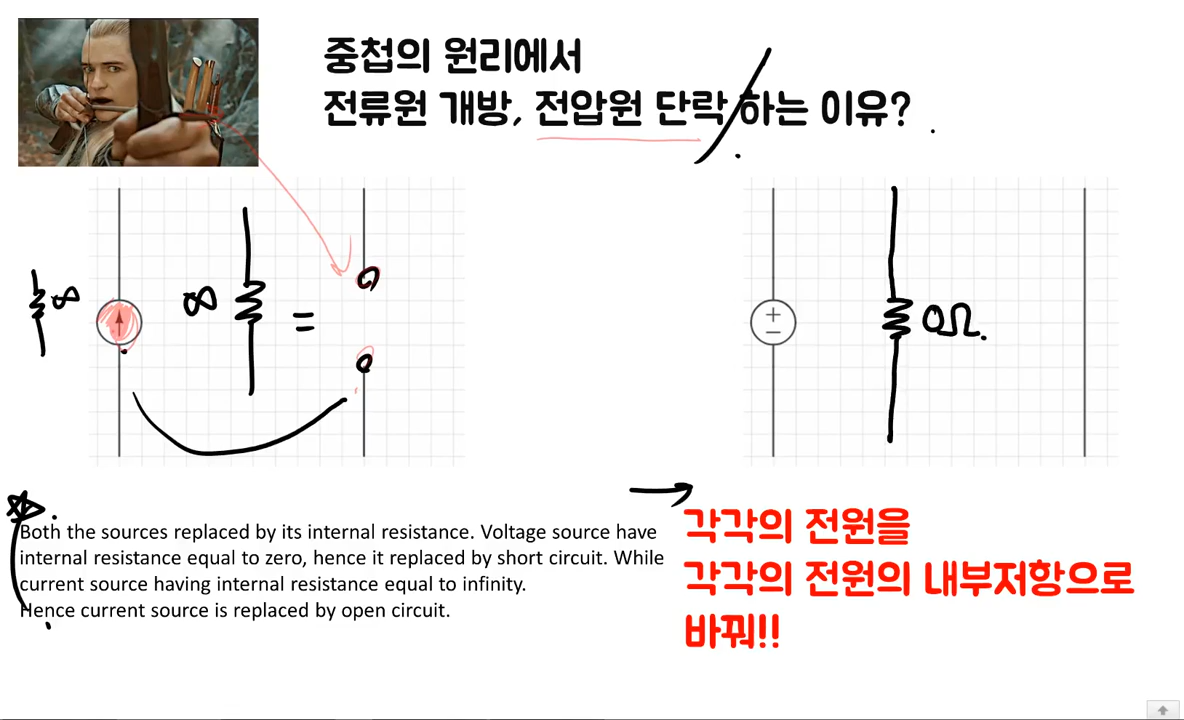 중첩의 원리에서
전류원 개방, 전압원 단락 하는 이유?
∞
∞
=
+
−
0Ω.
Both the sources replaced by its internal resistance. Voltage source have
internal resistance equal to zero, hence it replaced by short circuit. While
current source having internal resistance equal to infinity.
Hence current source is replaced by open circuit.
각각의 전원을
각각의 전원의 내부저항으로
바꿔!!